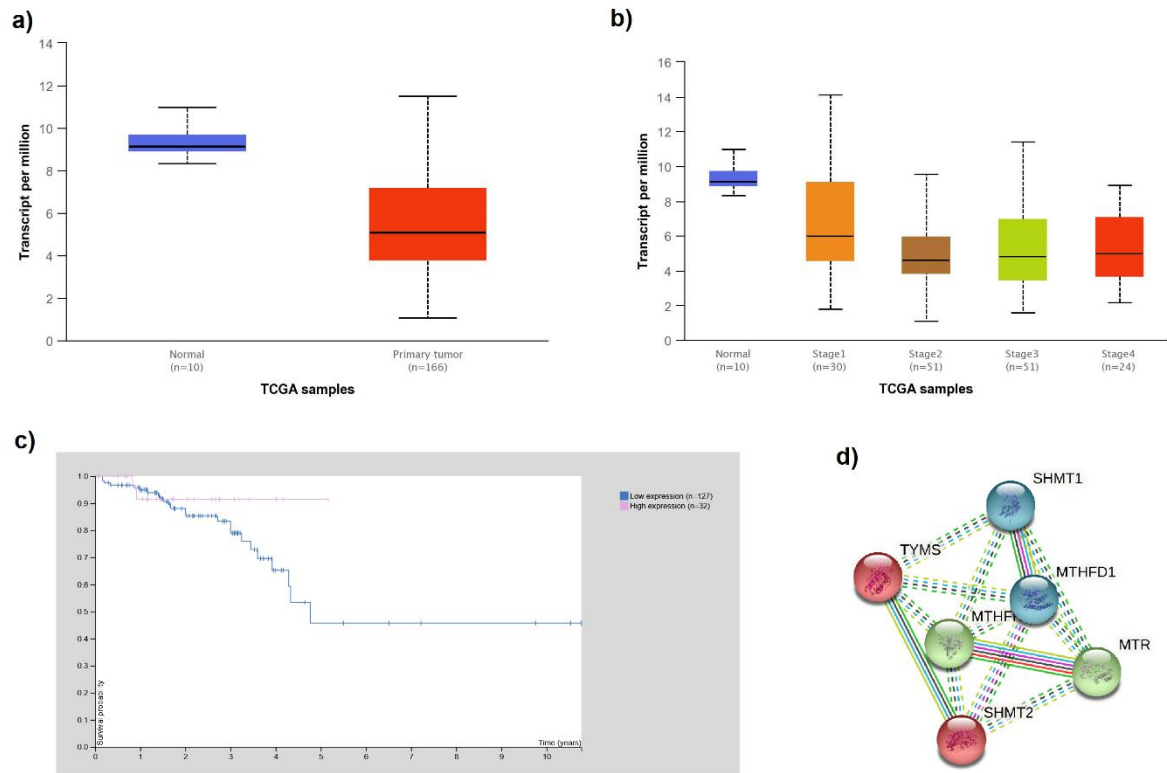 a)
Transcript per million
14
12
10
8
6
4
2
0
Normal
(n=10)
Primary tumor
(n=166)
TCGA samples
b)
Transcript per million
16
14
12
10
8
6
4
2
0
Normal
(n=10)
Stage1
(n=30)
Stage2
(n=51)
Stage3
(n=51)
Stage4
(n=24)
TCGA samples
c)
Survival probability
1.0
0.9
0.8
0.7
0.6
0.5
0.4
0.3
0.2
0.1
0.0
0 1 2 3 4 5 6 7 8 9 10
Time (years)
Low expression (n=127)
High expression (n=32)
d)
SHMT1
TYMS
MTHFD1
MTHF
MTR
SHMT2